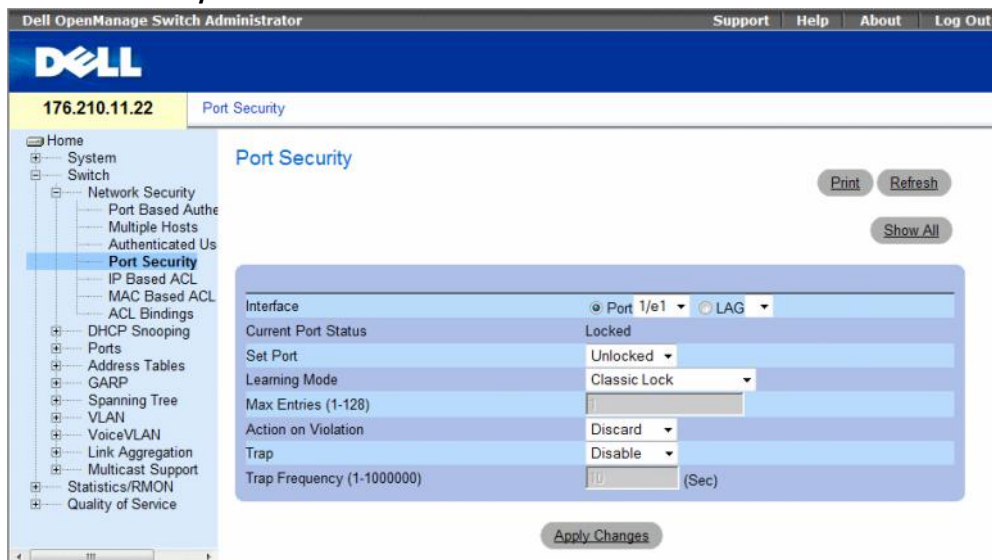 Dell OpenManage Switch Administrator Support Help About Log Out
DELL
176.210.11.22 Port Security
Home
System
Switch
Network Security
Port Based Authe
Multiple Hosts
Authenticated Us
Port Security
IP Based ACL
MAC Based ACL
ACL Bindings
DHCP Snooping
Ports
Address Tables
GARP
Spanning Tree
VLAN
VoiceVLAN
Link Aggregation
Multicast Support
Statistics/RMON
Quality of Service
Port Security
Print Refresh
Show All
Interface Port 1/e1 LAG
Current Port Status Locked
Set Port Unlocked
Learning Mode Classic Lock
Max Entries (1-128) 1
Action on Violation Discard
Trap Disable
Trap Frequency (1-1000000) 10 (Sec)
Apply Changes